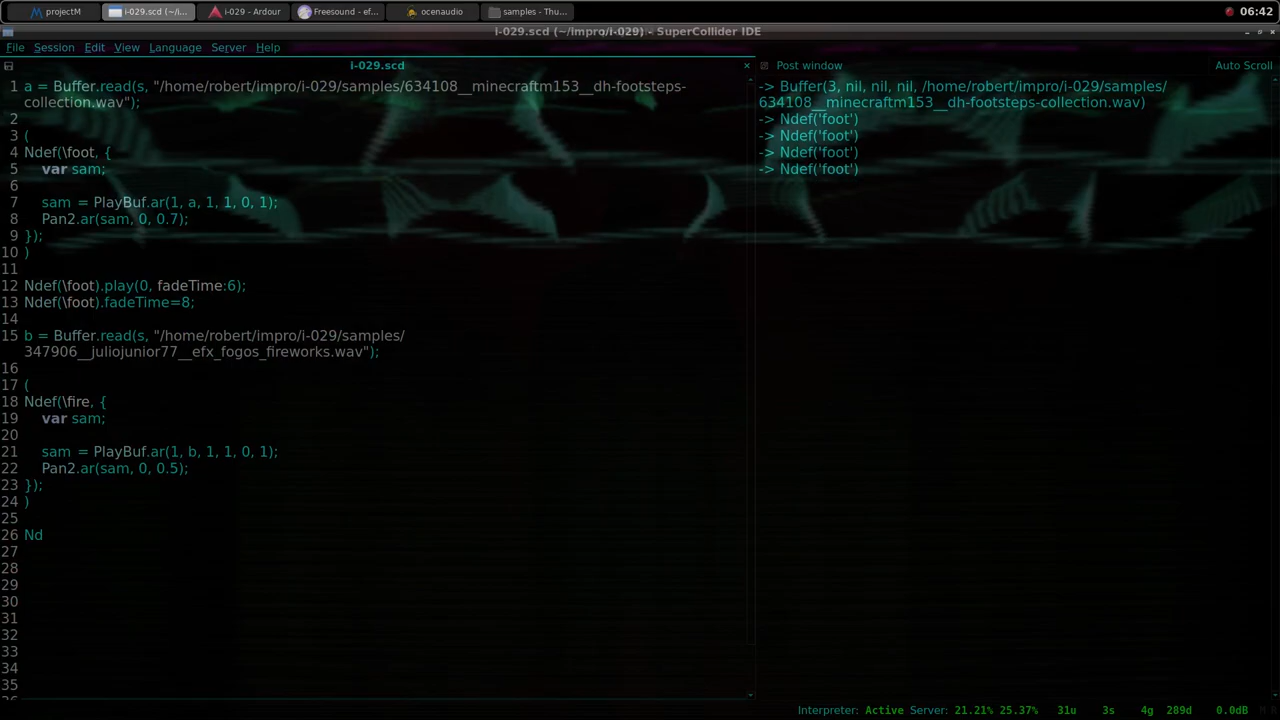 projectM
i-029.scd (~/i...
i-029 - Ardour
Freesound - ef...
ocenaudio
samples - Thu...
06:42
i-029.scd (~/impro/i-029) - SuperCollider IDE
File Session Edit View Language Server Help
i-029.scd
1 a = Buffer.read(s, "/home/robert/impro/i-029/samples/634108__minecraftm153__dh-footsteps-
collection.wav");
2
3 (
4 Ndef(\foot, {
5 var sam;
6
7 sam = PlayBuf.ar(1, a, 1, 1, 0, 1);
8 Pan2.ar(sam, 0, 0.7);
9 });
10 )
11
12 Ndef(\foot).play(0, fadeTime:6);
13 Ndef(\foot).fadeTime=8;
14
15 b = Buffer.read(s, "/home/robert/impro/i-029/samples/
347906__juliojunior77__efx_fogos_fireworks.wav");
16
17 (
18 Ndef(\fire, {
19 var sam;
20
21 sam = PlayBuf.ar(1, b, 1, 1, 0, 1);
22 Pan2.ar(sam, 0, 0.5);
23 });
24 )
25
26 Nd
27
28
29
30
31
32
33
34
35
Post window
Auto Scroll
-> Buffer(3, nil, nil, nil, /home/robert/impro/i-029/samples/
634108__minecraftm153__dh-footsteps-collection.wav)
-> Ndef('foot')
-> Ndef('foot')
-> Ndef('foot')
-> Ndef('foot')
Interpreter: Active Server: 21.21% 25.37% 31u 3s 4g 289d 0.0dB